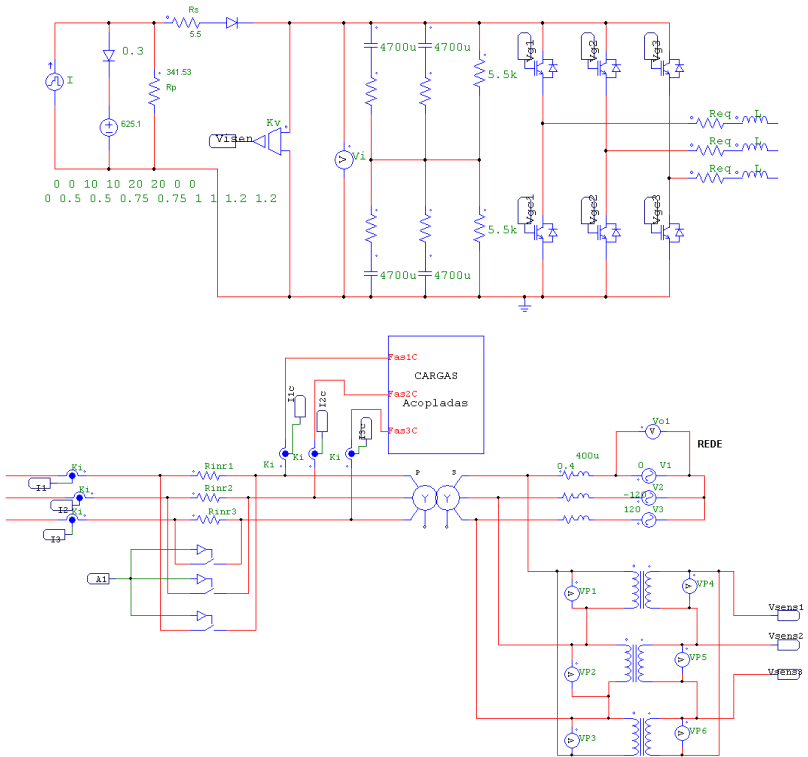 Rs
5.5
0.3
341.53
Rp
I
625.1
Kv
Visen
Vi
4700u
4700u
5.5k
Vg1
Vg2
Vg3
Req
L
Req
L
Req
L
0 0 10 10 20 20 0 0
0 0.5 0.5 0.75 0.75 1 1 1.2 1.2
Vgc1
Vgc2
Vgc3
5.5k
4700u
4700u
Fas1C
CARGAS
Fas2C
Acopladas
Fas3C
I1c
I2c
I3c
Ki
Ki
Ki
Vo1
REDE
400u
0.4
0
V1
-120
V2
120
V3
Ki
I1
Ki
I2
Ki
I3
Rinr1
Rinr2
Rinr3
P
S
Y
Y
A1
VP1
VP4
Vsens1
Vsens2
VP2
VP5
Vsens3
VP3
VP6